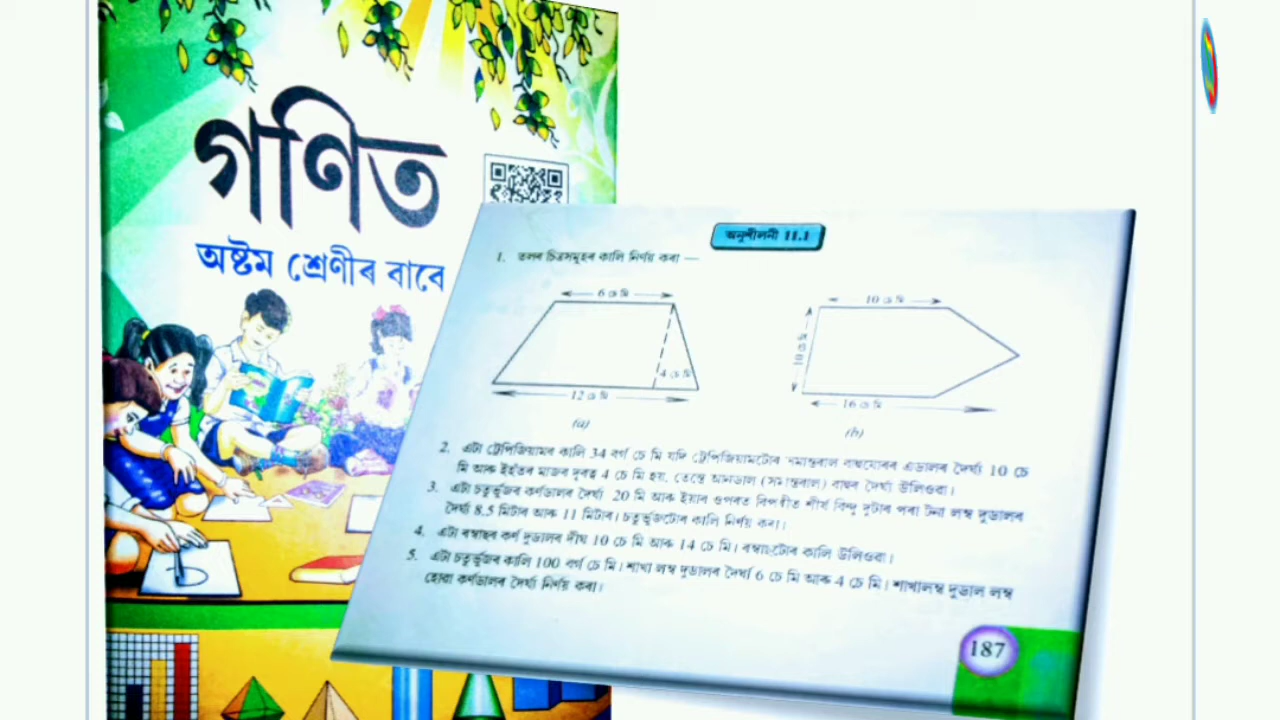 গণিত
অষ্টম শ্ৰেণীৰ বাবে
অনুশীলনী 11.1
1. তলৰ চিত্ৰসমূহৰ কালি নিৰ্ণয় কৰা —
6 চে মি
4 চে মি
12 চে মি
(a)
10 চে মি
10 চে মি
16 চে মি
(b)
2. এটা ট্ৰেপিজিয়ামৰ কালি 34 বৰ্গ চে মি যদি ট্ৰেপিজিয়ামটোৰ সমান্তৰাল বাহুযোৰৰ এডালৰ দৈৰ্ঘ্য 10 চে
মি আৰু ইহঁতৰ মাজৰ দূৰত্ব 4 চে মি হয়, তেন্তে আনডাল (সমান্তৰাল) বাহুৰ দৈৰ্ঘ্য উলিওৱা।
3. এটা চতুৰ্ভুজৰ কৰ্ণডালৰ দৈৰ্ঘ্য 20 মি আৰু ইয়াৰ ওপৰত বিপৰীত শীৰ্ষ বিন্দু দুটাৰ পৰা টনা লম্ব দুডালৰ
দৈৰ্ঘ্য 8.5 মিটাৰ আৰু 11 মিটাৰ। চতুৰ্ভুজটোৰ কালি নিৰ্ণয় কৰা।
4. এটা ৰম্বাছৰ কৰ্ণ দুডালৰ দীঘ 10 চে মি আৰু 14 চে মি। ৰম্বাছটোৰ কালি উলিওৱা।
5. এটা চতুৰ্ভুজৰ কালি 100 বৰ্গ চে মি। শাখা লম্ব দুডালৰ দৈৰ্ঘ্য 6 চে মি আৰু 4 চে মি। শাখালম্ব দুডাল লম্ব
হোৱা কৰ্ণডালৰ দৈৰ্ঘ্য নিৰ্ণয় কৰা।
187